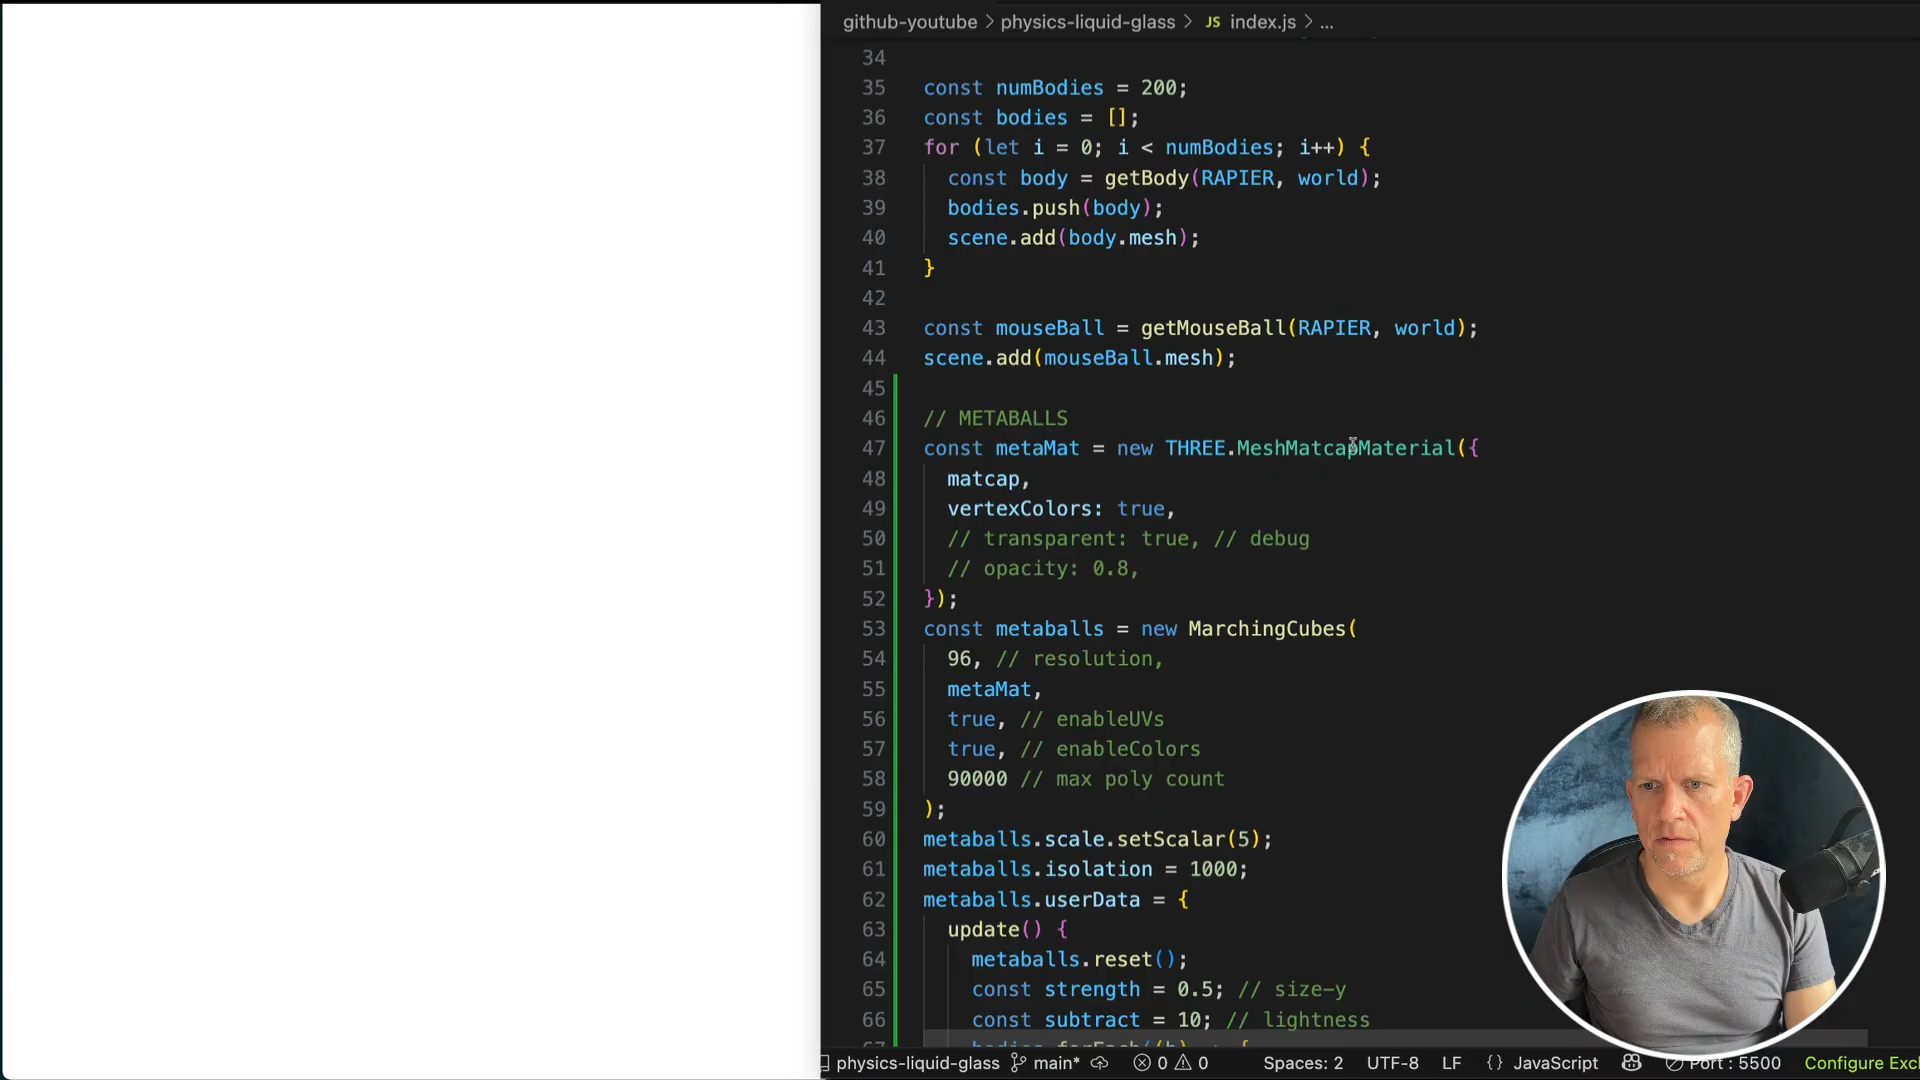 github-youtube > physics-liquid-glass > JS index.js > ...
34
35 const numBodies = 200;
36 const bodies = [];
37 for (let i = 0; i < numBodies; i++) {
38 const body = getBody(RAPIER, world);
39 bodies.push(body);
40 scene.add(body.mesh);
41 }
42
43 const mouseBall = getMouseBall(RAPIER, world);
44 scene.add(mouseBall.mesh);
45
46 // METABALLS
47 const metaMat = new THREE.MeshMatcapMaterial({
48 matcap,
49 vertexColors: true,
50 // transparent: true, // debug
51 // opacity: 0.8,
52 });
53 const metaballs = new MarchingCubes(
54 96, // resolution,
55 metaMat,
56 true, // enableUVs
57 true, // enableColors
58 90000 // max poly count
59 );
60 metaballs.scale.setScalar(5);
61 metaballs.isolation = 1000;
62 metaballs.userData = {
63 update() {
64 metaballs.reset();
65 const strength = 0.5; // size-y
66 const subtract = 10; // lightness
physics-liquid-glass main* 0 0 Spaces: 2 UTF-8 LF {} JavaScript Port : 5500 Configure Excl